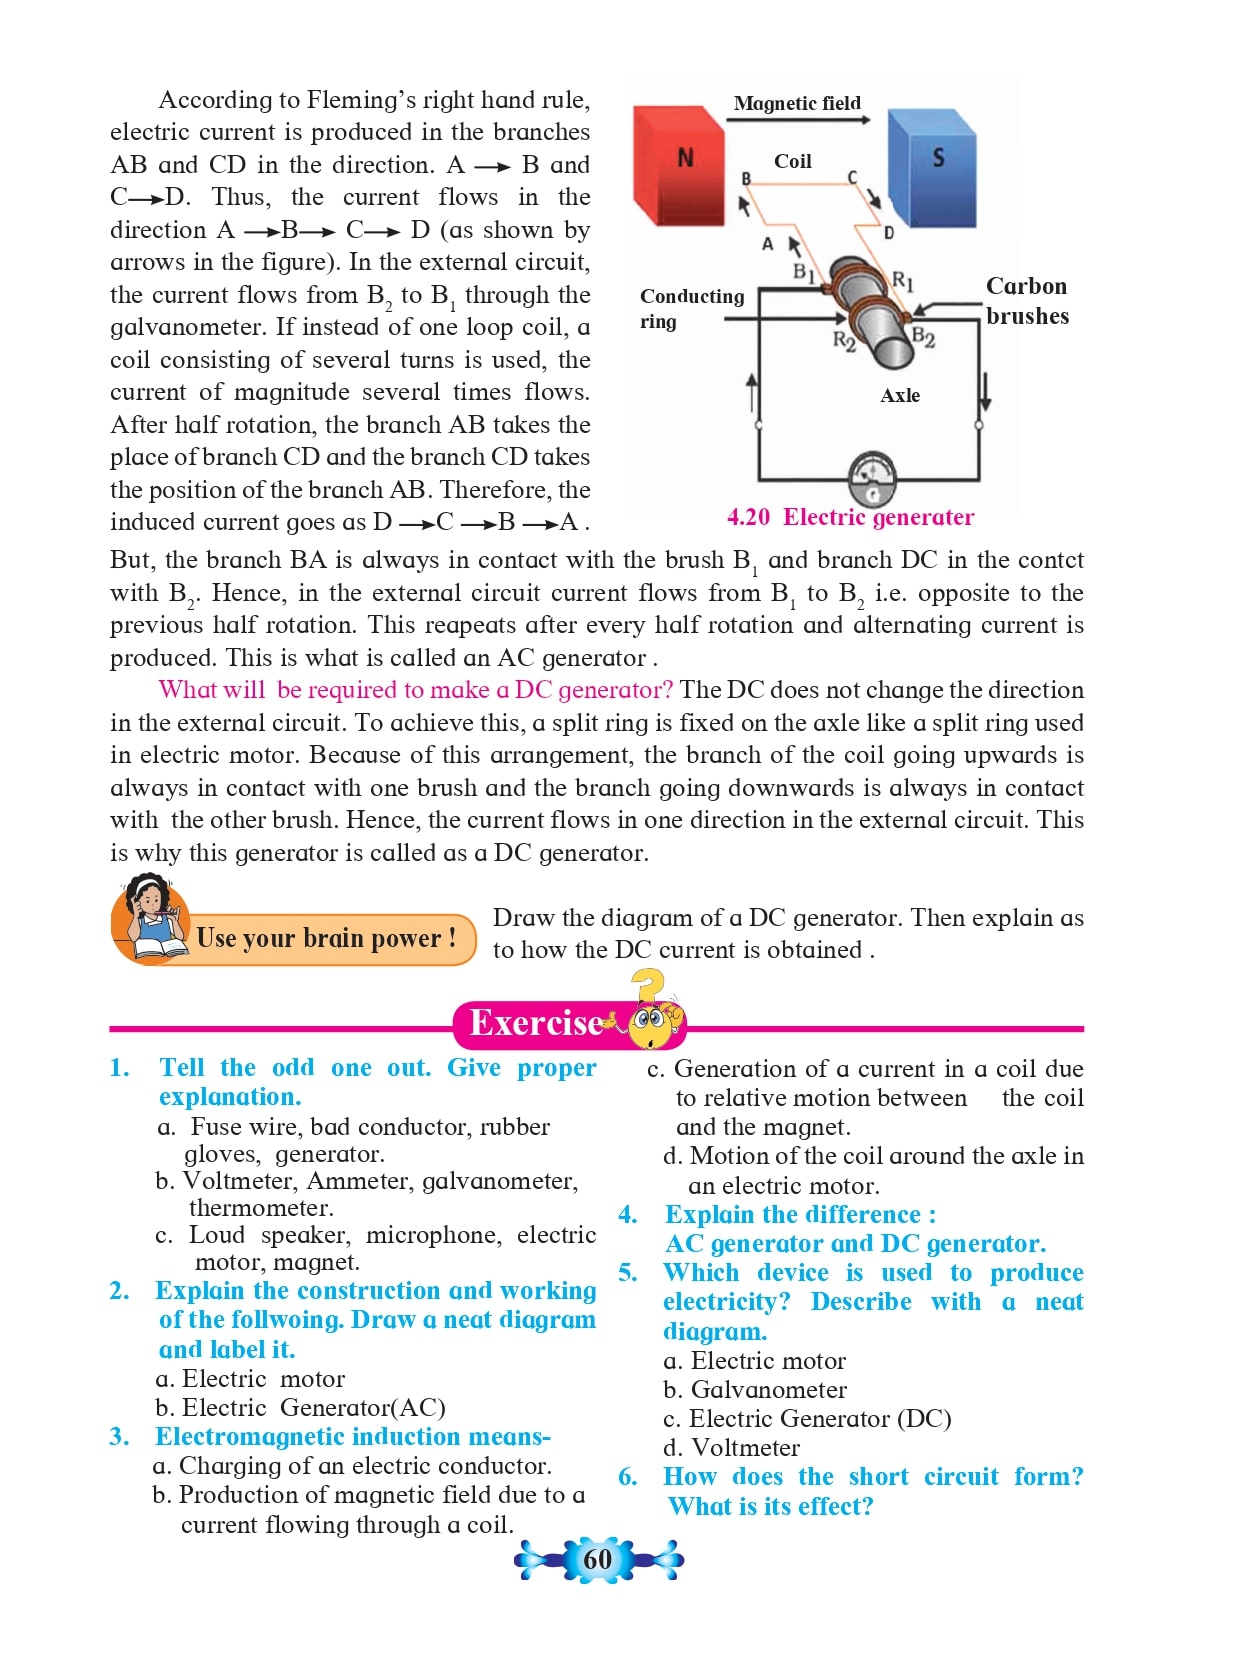 According to Fleming's right hand rule,
electric current is produced in the branches
AB and CD in the direction. A → B and
C→D. Thus, the current flows in the
direction A →B→ C→ D (as shown by
arrows in the figure). In the external circuit,
the current flows from B2 to B1 through the
galvanometer. If instead of one loop coil, a
coil consisting of several turns is used, the
current of magnitude several times flows.
After half rotation, the branch AB takes the
place of branch CD and the branch CD takes
the position of the branch AB. Therefore, the
induced current goes as D →C →B →A .
Magnetic field
N
S
Coil
B
C
A
D
B1
R1
Conducting
ring
Carbon
brushes
R2
B2
Axle
G
4.20 Electric generater
But, the branch BA is always in contact with the brush B1 and branch DC in the contct
with B2. Hence, in the external circuit current flows from B1 to B2 i.e. opposite to the
previous half rotation. This reapeats after every half rotation and alternating current is
produced. This is what is called an AC generator .
What will be required to make a DC generator? The DC does not change the direction
in the external circuit. To achieve this, a split ring is fixed on the axle like a split ring used
in electric motor. Because of this arrangement, the branch of the coil going upwards is
always in contact with one brush and the branch going downwards is always in contact
with the other brush. Hence, the current flows in one direction in the external circuit. This
is why this generator is called as a DC generator.
Use your brain power !
Draw the diagram of a DC generator. Then explain as
to how the DC current is obtained .
Exercise
1. Tell the odd one out. Give proper
explanation.
a. Fuse wire, bad conductor, rubber
gloves, generator.
b. Voltmeter, Ammeter, galvanometer,
thermometer.
c. Loud speaker, microphone, electric
motor, magnet.
2. Explain the construction and working
of the follwoing. Draw a neat diagram
and label it.
a. Electric motor
b. Electric Generator(AC)
3. Electromagnetic induction means-
a. Charging of an electric conductor.
b. Production of magnetic field due to a
current flowing through a coil.
c. Generation of a current in a coil due
to relative motion between the coil
and the magnet.
d. Motion of the coil around the axle in
an electric motor.
4. Explain the difference :
AC generator and DC generator.
5. Which device is used to produce
electricity? Describe with a neat
diagram.
a. Electric motor
b. Galvanometer
c. Electric Generator (DC)
d. Voltmeter
6. How does the short circuit form?
What is its effect?
60